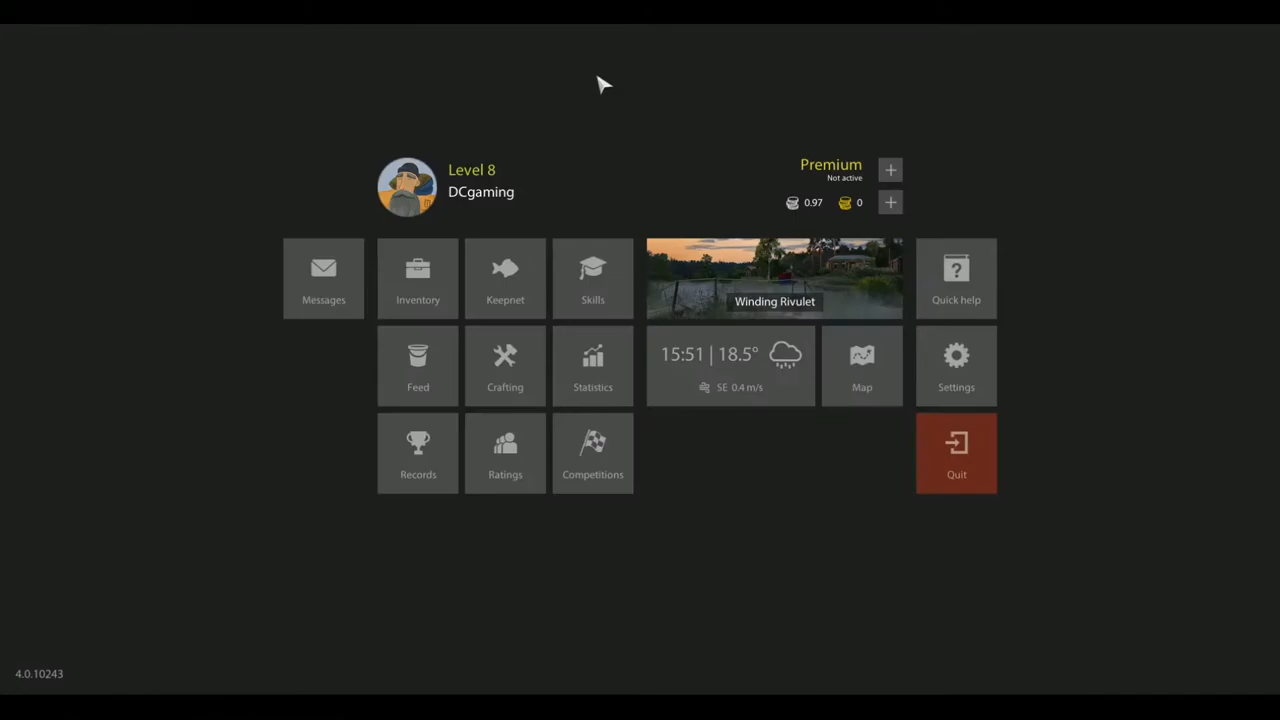 Level 8
DCgaming
Premium
Not active
0.97 0
Messages
Inventory
Keepnet
Skills
Winding Rivulet
Quick help
Feed
Crafting
Statistics
15:51 | 18.5°
SE 0.4 m/s
Map
Settings
Records
Ratings
Competitions
Quit
4.0.10243